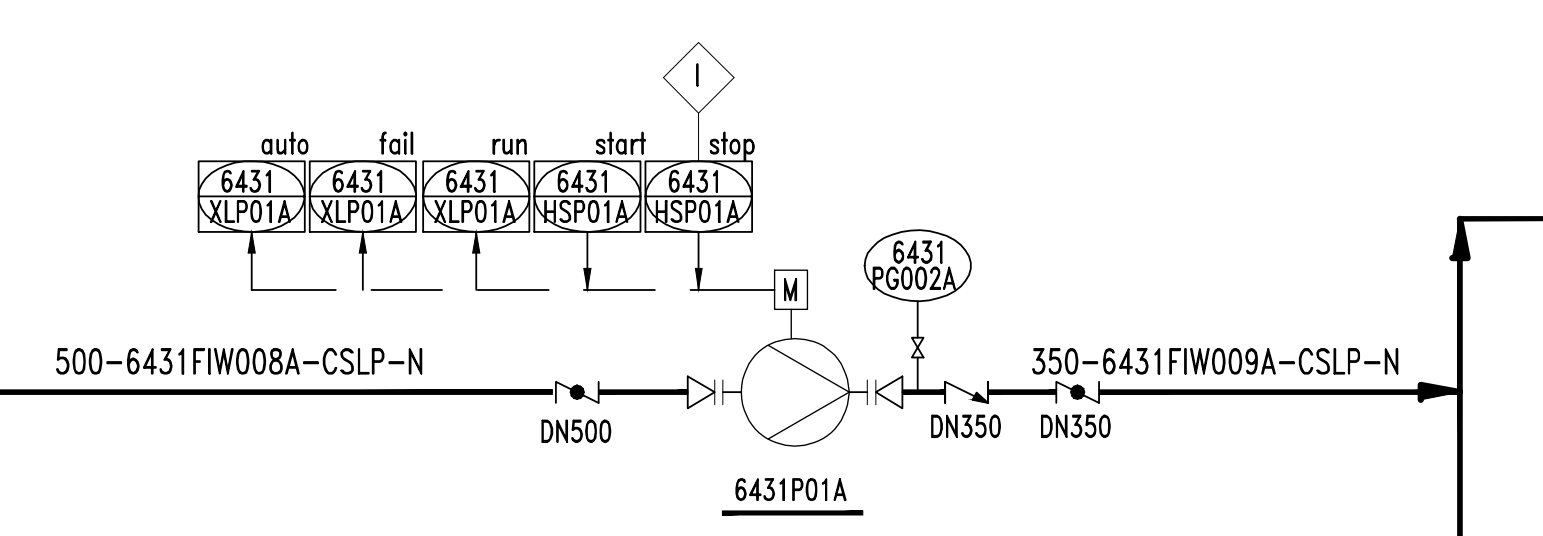 I
auto fail run start stop
6431 6431 6431 6431 6431
XLP01A XLP01A XLP01A HSP01A HSP01A
6431
PG002A
M
500-6431FIW008A-CSLP-N
350-6431FIW009A-CSLP-N
DN500
DN350 DN350
6431P01A